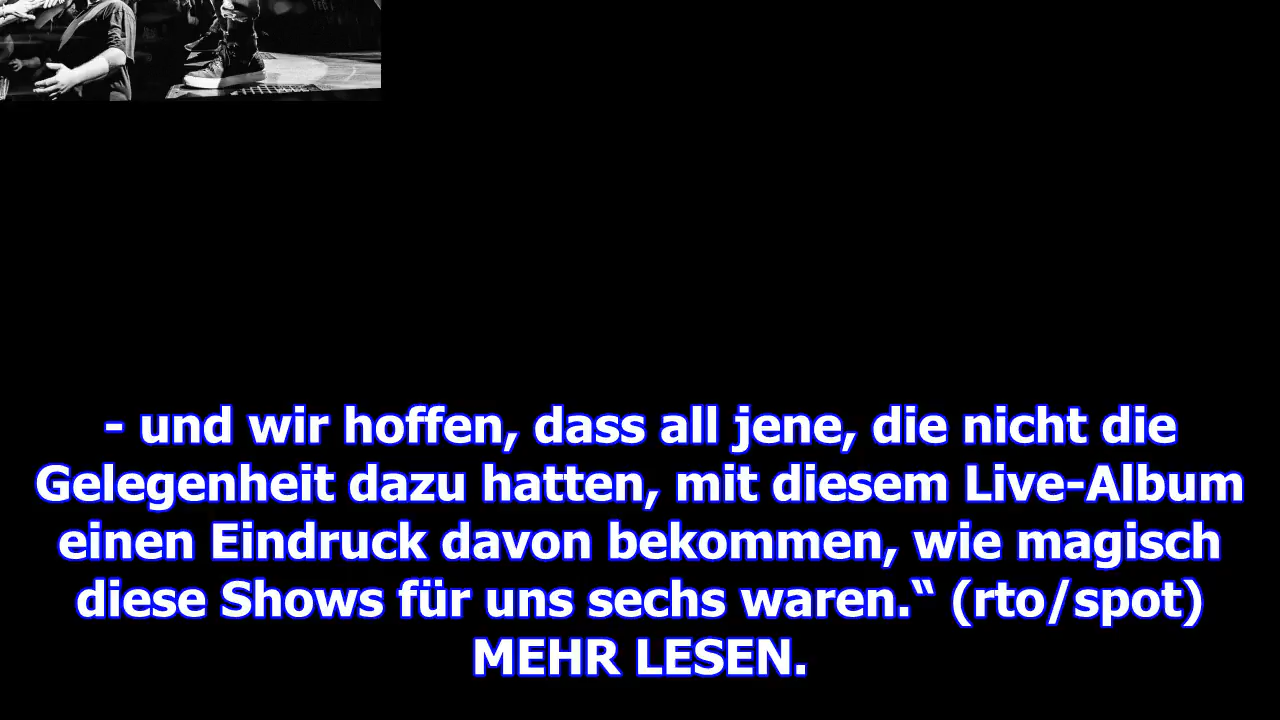 - und wir hoffen, dass all jene, die nicht die
Gelegenheit dazu hatten, mit diesem Live-Album
einen Eindruck davon bekommen, wie magisch
diese Shows für uns sechs waren.“ (rto/spot)
MEHR LESEN.